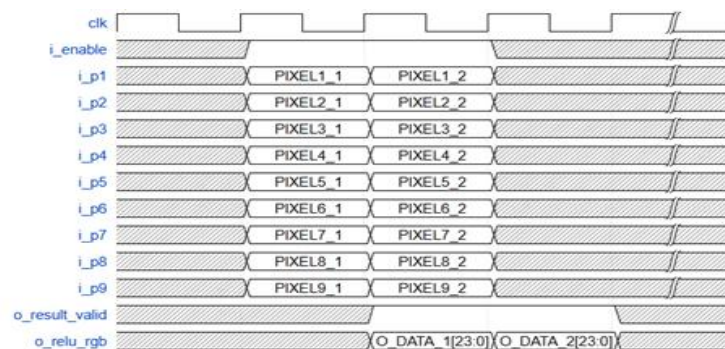 clk
i_enable
i_p1 PIXEL1_1 PIXEL1_2
i_p2 PIXEL2_1 PIXEL2_2
i_p3 PIXEL3_1 PIXEL3_2
i_p4 PIXEL4_1 PIXEL4_2
i_p5 PIXEL5_1 PIXEL5_2
i_p6 PIXEL6_1 PIXEL6_2
i_p7 PIXEL7_1 PIXEL7_2
i_p8 PIXEL8_1 PIXEL8_2
i_p9 PIXEL9_1 PIXEL9_2
o_result_valid
o_relu_rgb O_DATA_1[23:0] O_DATA_2[23:0]